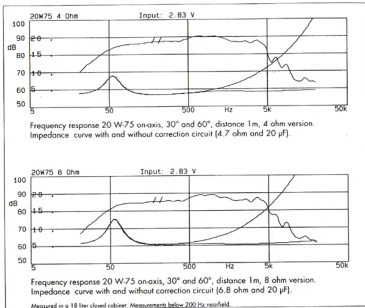 20W75 4 Ohm Input: 2.83 V
100
90
dB
80
70
60
50
20
15
10
5
5 50 500 Hz 5k 50k
Frequency response 20 W-75 on-axis, 30° and 60°, distance 1m, 4 ohm version.
Impedance curve with and without correction circuit (4.7 ohm and 20 µF).
20W75 8 Ohm Input: 2.83 V
100
90
dB
80
70
60
50
20
15
10
5
5 50 500 Hz 5k 50k
Frequency response 20 W-75 on-axis, 30° and 60°, distance 1m, 8 ohm version.
Impedance curve with and without correction circuit (6.8 ohm and 20 µF).
Measured in a 18 liter closed cabinet. Measurements below 200 Hz nearfield.